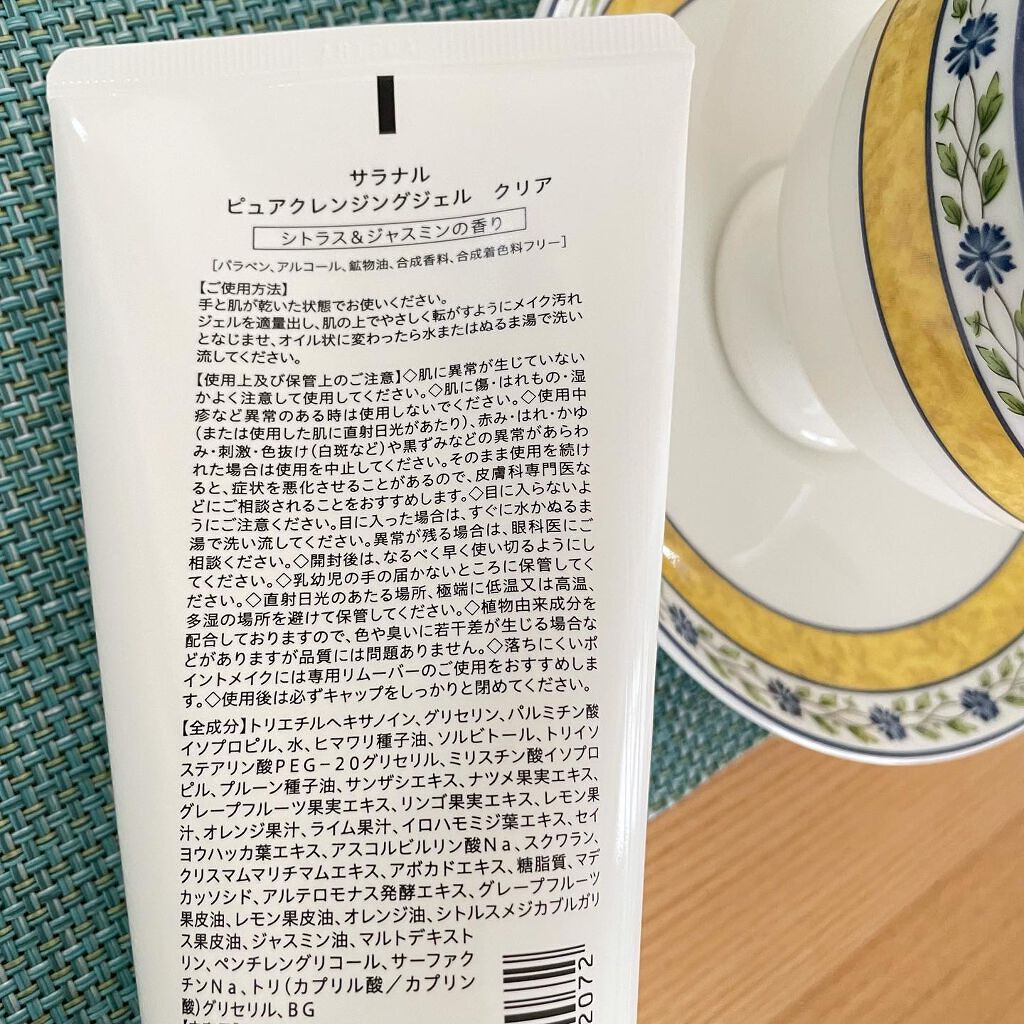 サラナル
ピュアクレンジングジェル クリア
シトラス&ジャスミンの香り
[パラベン、アルコール、鉱物油、合成香料、合成着色料フリー]
【ご使用方法】
手と肌が乾いた状態でお使いください。
ジェルを適量出し、肌の上でやさしく転がすようにメイク汚れ
となじませ、オイル状に変わったら水またはぬるま湯で洗い
流してください。
【使用上及び保管上のご注意】◇肌に異常が生じていない
かよく注意して使用してください。◇肌に傷・はれもの・湿
疹など異常のある時は使用しないでください。◇使用中
(または使用した肌に直射日光があたり)、赤み・はれ・かゆ
み・刺激・色抜け(白斑など)や黒ずみなどの異常があらわ
れた場合は使用を中止してください。そのまま使用を続け
ると、症状を悪化させることがあるので、皮膚科専門医な
どにご相談されることをおすすめします。◇目に入らないよ
うにご注意ください。目に入った場合は、すぐに水かぬるま
湯で洗い流してください。異常が残る場合は、眼科医にご
相談ください。◇開封後は、なるべく早く使い切るようにし
てください。◇乳幼児の手の届かないところに保管してく
ださい。◇直射日光のあたる場所、極端に低温又は高温、
多湿の場所を避けて保管してください。◇植物由来成分を
配合しておりますので、色や臭いに若干差が生じる場合な
どがありますが品質には問題ありません。◇落ちにくいポ
イントメイクには専用リムーバーのご使用をおすすめしま
す。◇使用後は必ずキャップをしっかりと閉めてください。
【全成分】トリエチルヘキサノイン、グリセリン、パルミチン酸
イソプロピル、水、ヒマワリ種子油、ソルビトール、トリイソ
ステアリン酸PEG-20グリセリル、ミリスチン酸イソプロ
ピル、プルーン種子油、サンザシエキス、ナツメ果実エキス、
グレープフルーツ果実エキス、リンゴ果実エキス、レモン果
汁、オレンジ果汁、ライム果汁、イロハモミジ葉エキス、セイ
ヨウハッカ葉エキス、アスコルビルリン酸Na、スクワラン、
クリスマムマリチマムエキス、アボカドエキス、糖脂質、マデ
カッソシド、アルテロモナス発酵エキス、グレープフルーツ
果皮油、レモン果皮油、オレンジ油、シトルスメジカブルガリ
ス果皮油、ジャスミン油、マルトデキスト
リン、ペンチレングリコール、サーファク
チンNa、トリ(カプリル酸/カプリン
酸)グリセリル、BG
2072